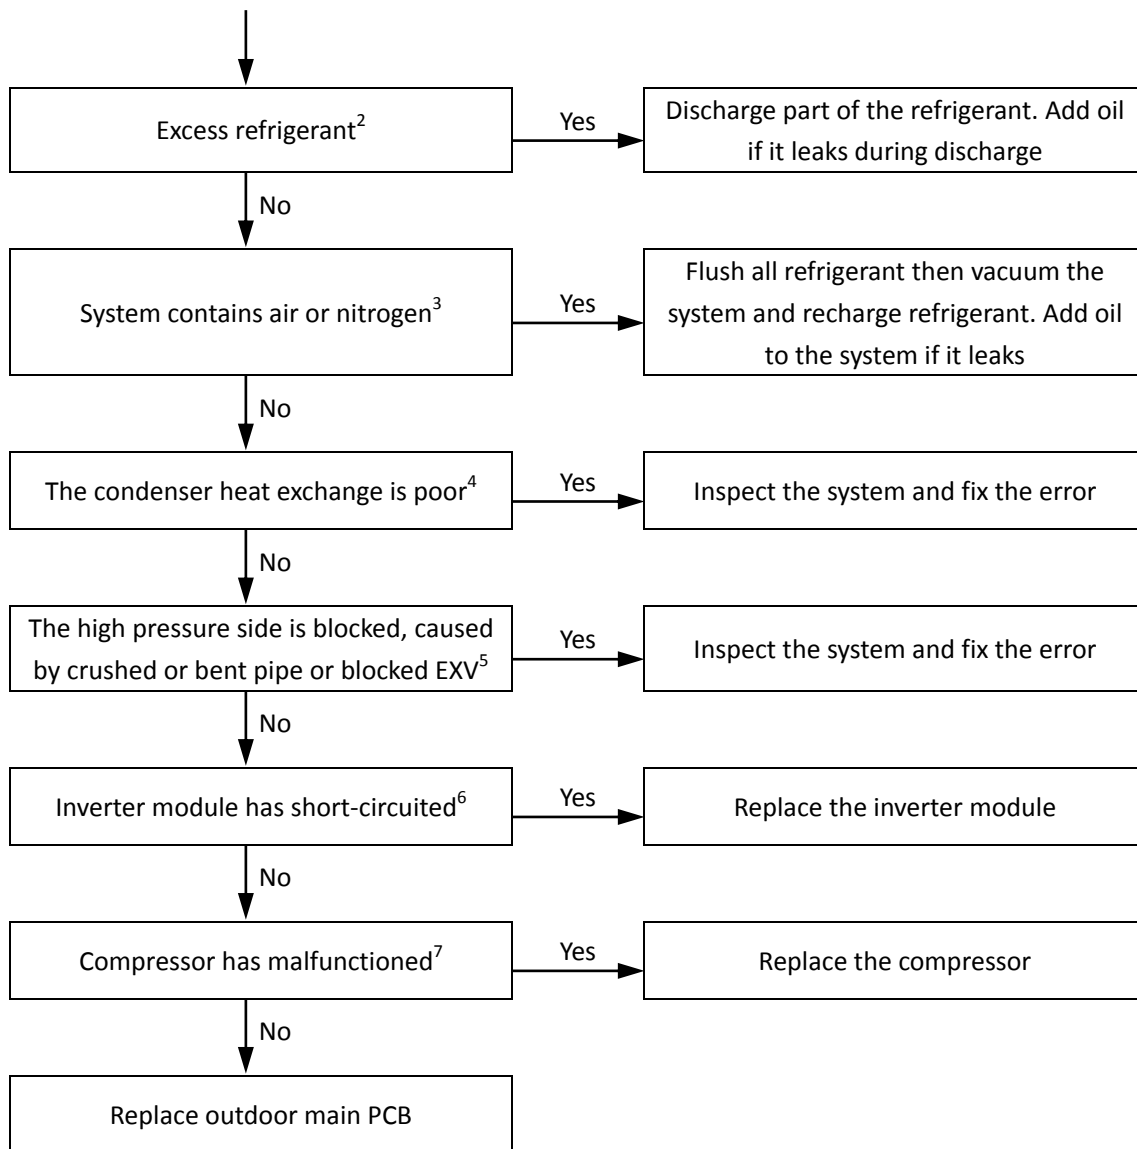 Excess refrigerant2
Yes
Discharge part of the refrigerant. Add oil
if it leaks during discharge
No
System contains air or nitrogen3
Yes
Flush all refrigerant then vacuum the
system and recharge refrigerant. Add oil
to the system if it leaks
No
The condenser heat exchange is poor4
Yes
Inspect the system and fix the error
No
The high pressure side is blocked, caused
by crushed or bent pipe or blocked EXV5
Yes
Inspect the system and fix the error
No
Inverter module has short-circuited6
Yes
Replace the inverter module
No
Compressor has malfunctioned7
Yes
Replace the compressor
No
Replace outdoor main PCB